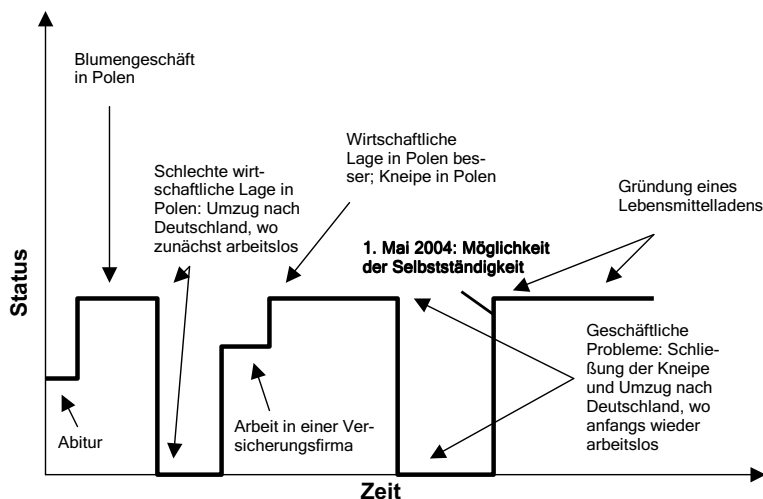 Blumengeschäft
in Polen
Schlechte wirt-
schaftliche Lage in
Polen: Umzug nach
Deutschland, wo
zunächst arbeitslos
Wirtschaftliche
Lage in Polen bes-
ser; Kneipe in Polen
Gründung eines
Lebensmittelladens
1. Mai 2004: Möglichkeit
der Selbstständigkeit
Status
Geschäftliche
Probleme: Schlie-
ßung der Kneipe
und Umzug nach
Deutschland, wo
anfangs wieder
arbeitslos
Abitur
Arbeit in einer Ver-
sicherungsfirma
Zeit